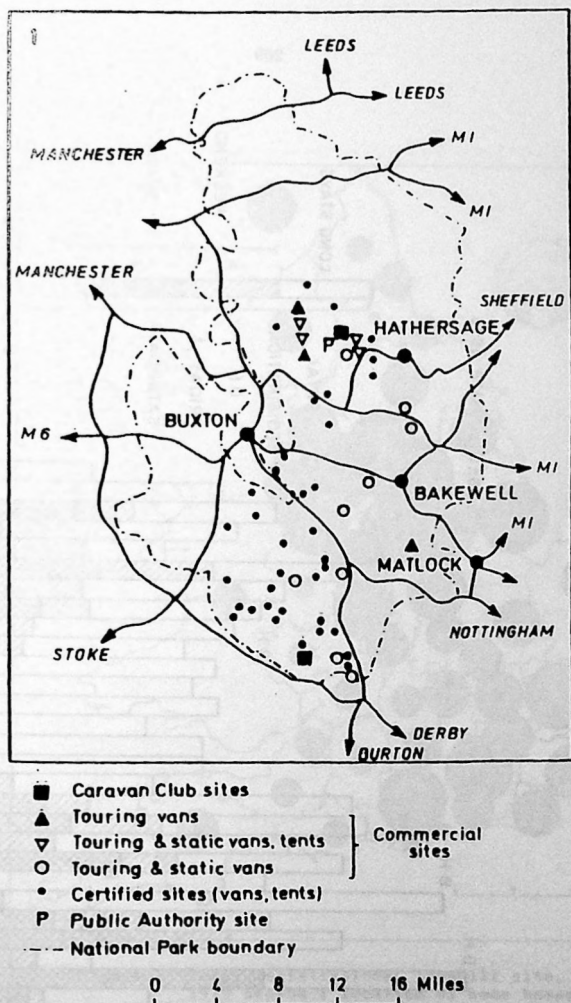 1
LEEDS
LEEDS
MANCHESTER
M1
M1
MANCHESTER
SHEFFIELD
HATHERSAGE
P
BUXTON
M6
M1
BAKEWELL
M1
MATLOCK
NOTTINGHAM
STOKE
DERBY
BURTON
Caravan Club sites
Touring vans
Touring & static vans, tents
Commercial sites
Touring & static vans
Certified sites (vans, tents)
P Public Authority site
National Park boundary
0 4 8 12 16 Miles